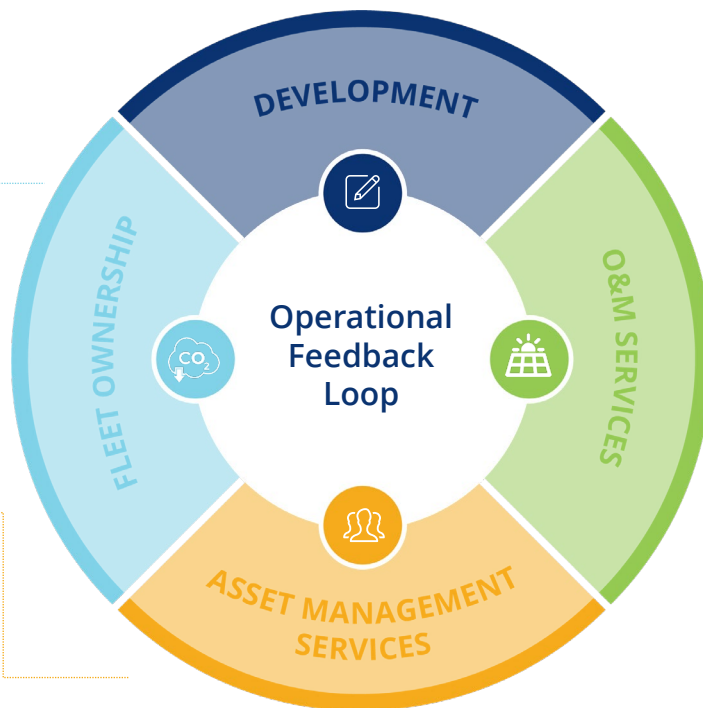 DEVELOPMENT
FLEET OWNERSHIP
O&M SERVICES
Operational
Feedback
Loop
CO2
ASSET MANAGEMENT
SERVICES